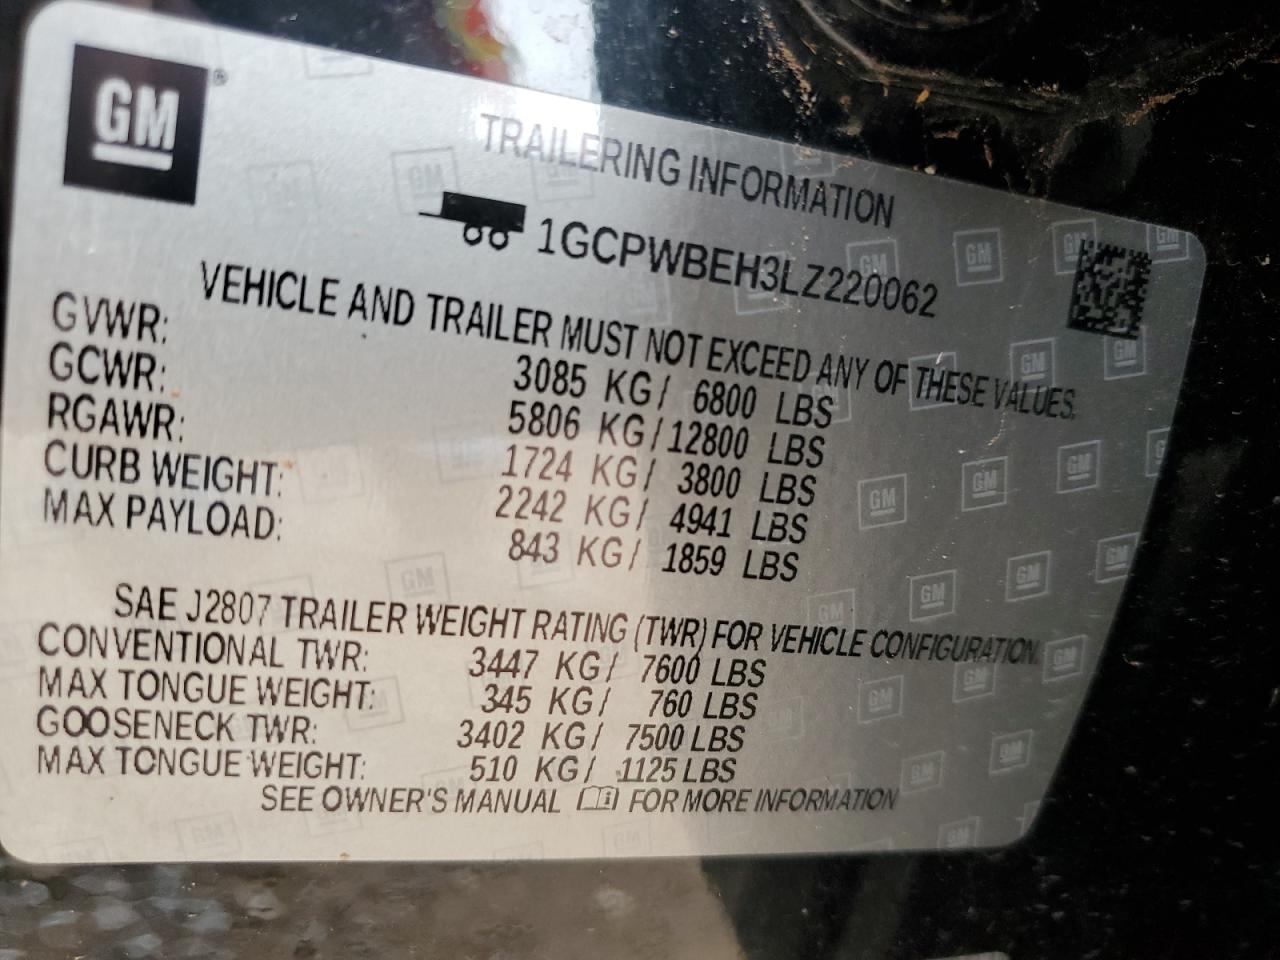 GM®
TRAILERING INFORMATION
1GCPWBEH3LZ220062
VEHICLE AND TRAILER MUST NOT EXCEED ANY OF THESE VALUES.
GVWR: 3085 KG/ 6800 LBS
GCWR: 5806 KG/ 12800 LBS
RGAWR: 1724 KG/ 3800 LBS
CURB WEIGHT: 2242 KG/ 4941 LBS
MAX PAYLOAD: 843 KG/ 1859 LBS
SAE J2807 TRAILER WEIGHT RATING (TWR) FOR VEHICLE CONFIGURATION.
CONVENTIONAL TWR: 3447 KG/ 7600 LBS
MAX TONGUE WEIGHT: 345 KG/ 760 LBS
GOOSENECK TWR: 3402 KG/ 7500 LBS
MAX TONGUE WEIGHT: 510 KG/ 1125 LBS
SEE OWNER'S MANUAL FOR MORE INFORMATION